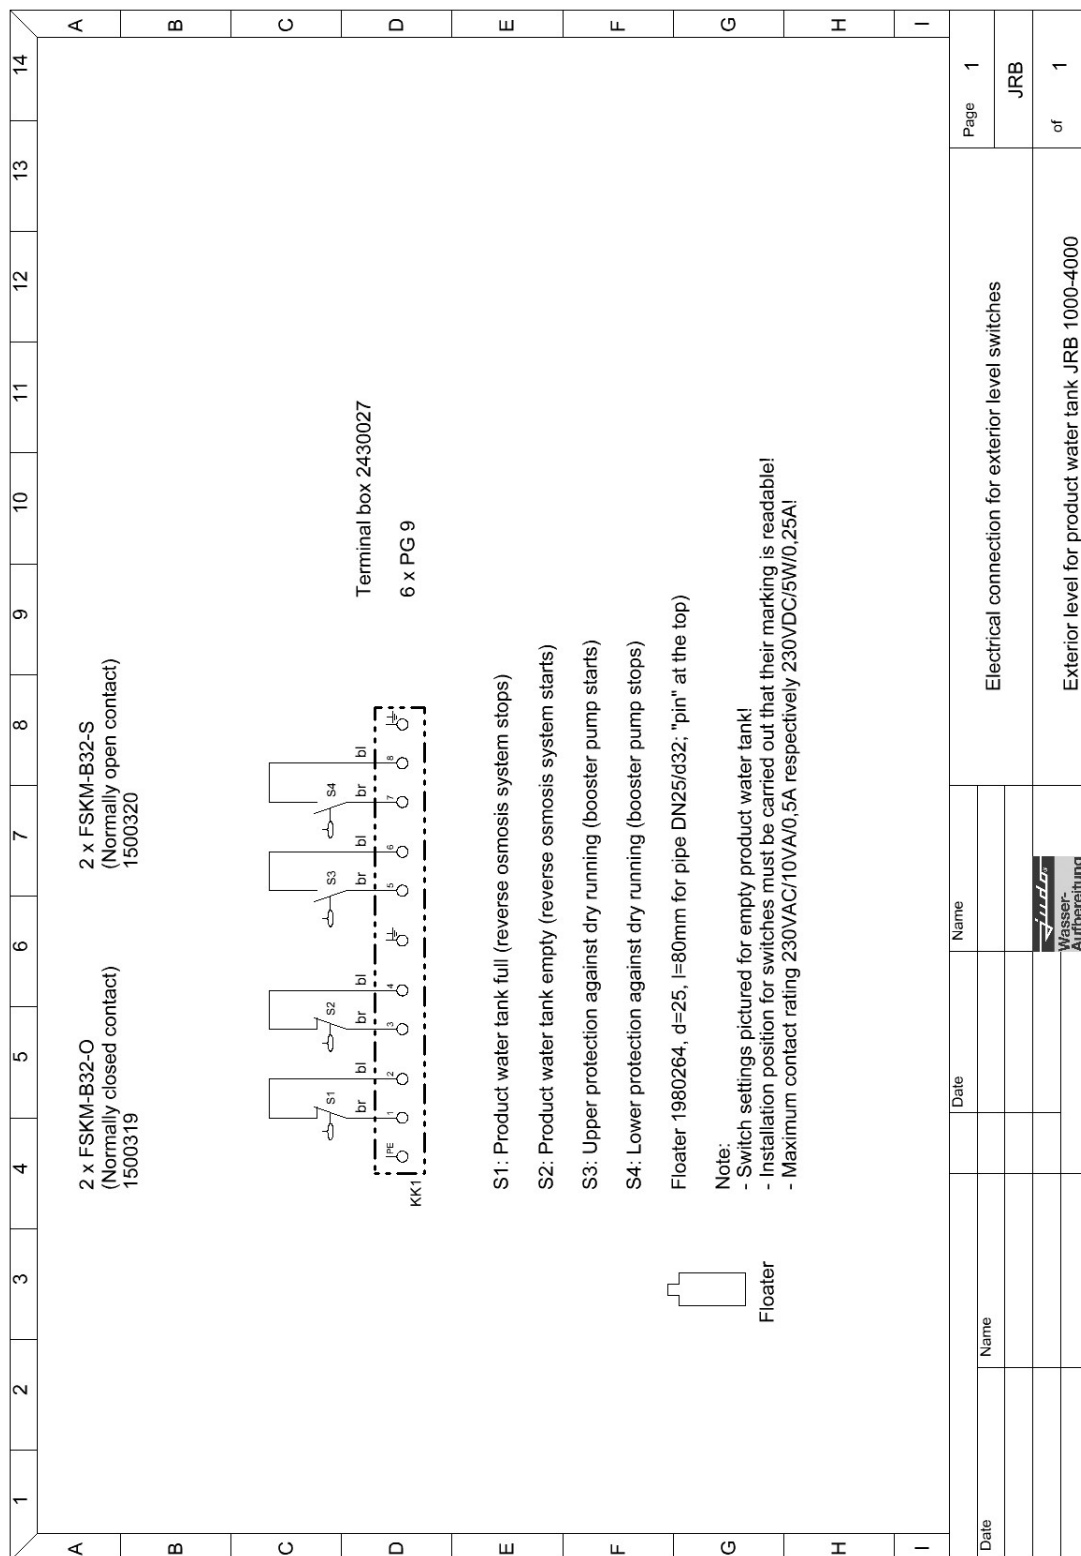 1 2 3 4 5 6 7 8 9 10 11 12 13 14
A A
B B
C C
D D
E E
F F
G G
H H
I I
2 x FSKM-B32-O
(Normally closed contact)
1500319
2 x FSKM-B32-S
(Normally open contact)
1500320
S1 S2 S3 S4
br bl br bl br bl br bl
PE 1 2 3 4 5 6 7 8
KK1
Terminal box 2430027
6 x PG 9
S1: Product water tank full (reverse osmosis system stops)
S2: Product water tank empty (reverse osmosis system starts)
S3: Upper protection against dry running (booster pump starts)
S4: Lower protection against dry running (booster pump stops)
Floater 1980264, d=25, l=80mm for pipe DN25/d32; "pin" at the top)
Note:
- Switch settings pictured for empty product water tank!
- Installation position for switches must be carried out that their marking is readable!
- Maximum contact rating 230VAC/10VA/0,5A respectively 230VDC/5W/0,25A!
Floater
Date Name
Date Name
judo
Wasser-
Aufbereitung
Electrical connection for exterior level switches
Exterior level for product water tank JRB 1000-4000
Page 1
JRB
of 1